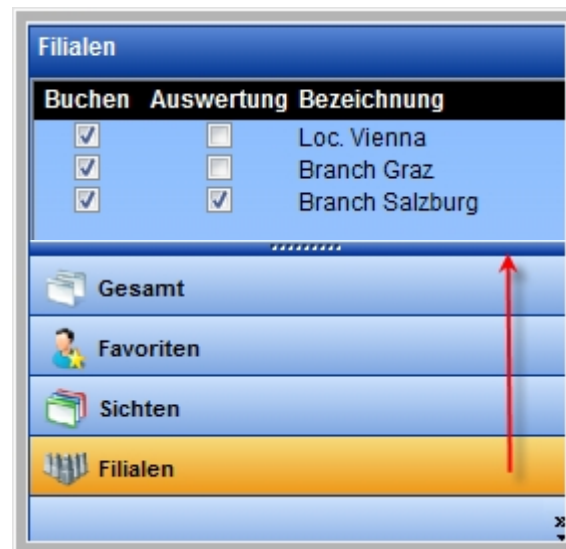 Filialen
Buchen Auswertung Bezeichnung
Loc. Vienna
Branch Graz
Branch Salzburg
Gesamt
Favoriten
Sichten
Filialen
»